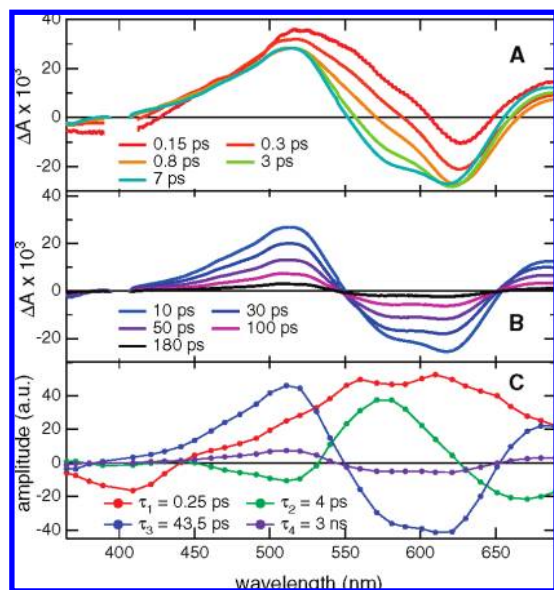 40
20
0
-20
ΔA x 10³
A
0.15 ps
0.3 ps
0.8 ps
3 ps
7 ps
20
0
-20
ΔA x 10³
B
10 ps
30 ps
50 ps
100 ps
180 ps
40
20
0
-20
-40
amplitude (a.u.)
C
τ₁ = 0.25 ps
τ₂ = 4 ps
τ₃ = 43.5 ps
τ₄ = 3 ns
400
450
500
550
600
650
wavelength (nm)